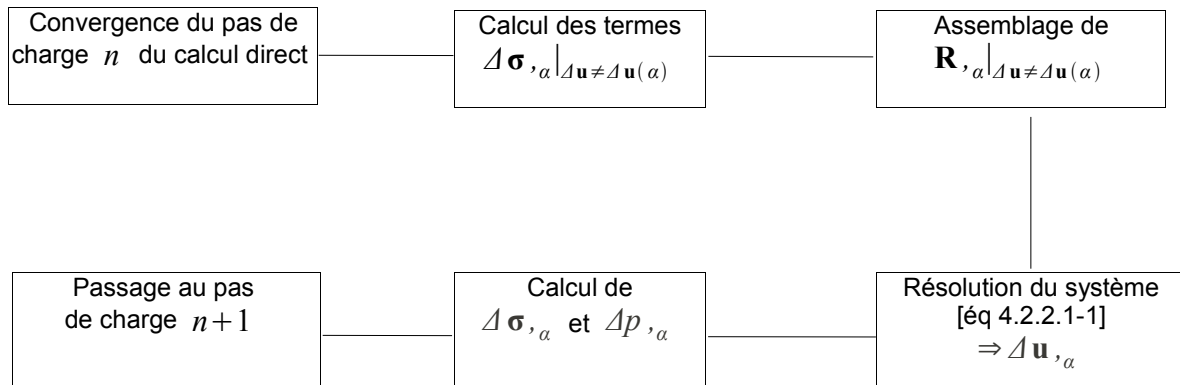 Convergence du pas de
charge n du calcul direct
Calcul des termes
Δσ,α|Δu≠Δu(α)
Assemblage de
R,α|Δu≠Δu(α)
Passage au pas
de charge n+1
Calcul de
Δσ,α et Δp,α
Résolution du système
[éq 4.2.2.1-1]
⇒Δu,α